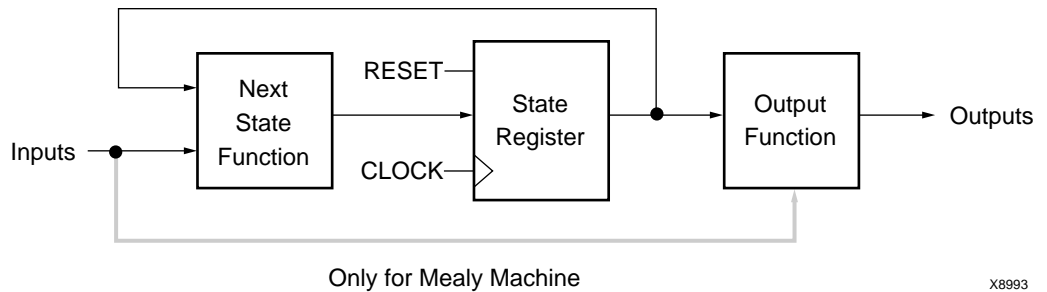 Inputs
Next
State
Function
RESET
CLOCK
State
Register
Output
Function
Outputs
Only for Mealy Machine
X8993